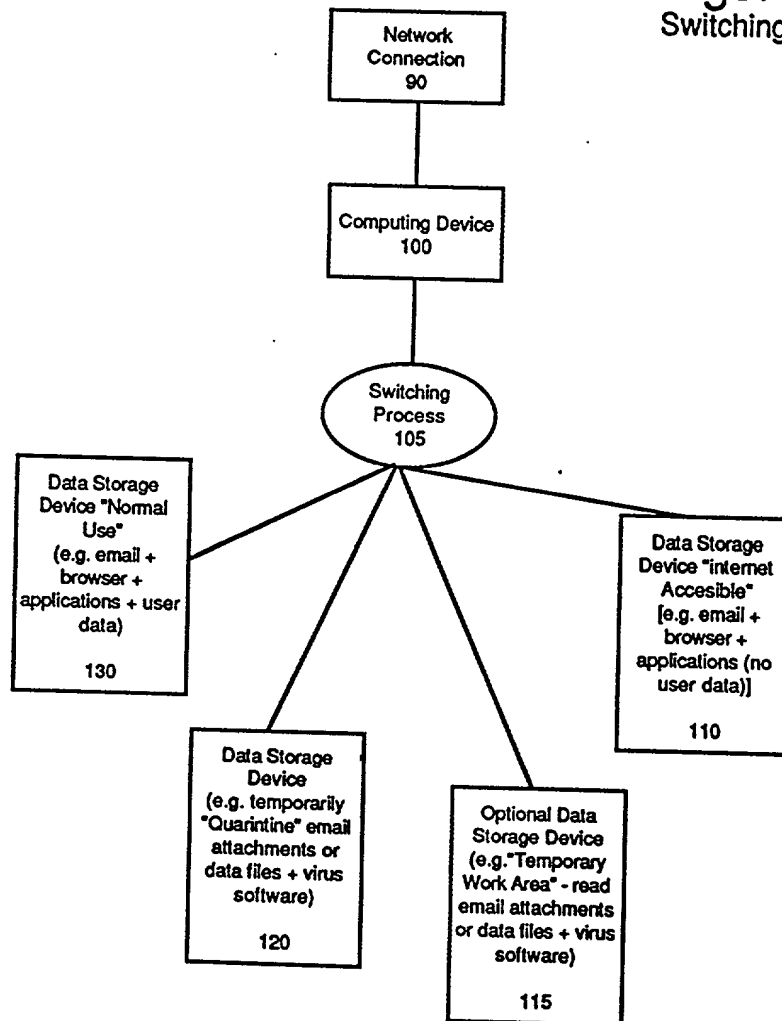 Switching
Network
Connection
90
Computing Device
100
Switching
Process
105
Data Storage
Device "Normal
Use"
(e.g. email +
browser +
applications + user
data)
130
Data Storage
Device "internet
Accesible"
[e.g. email +
browser +
applications (no
user data)]
110
Data Storage
Device
(e.g. temporarily
"Quarintine" email
attachments or
data files + virus
software)
120
Optional Data
Storage Device
(e.g."Temporary
Work Area" - read
email attachments
or data files + virus
software)
115